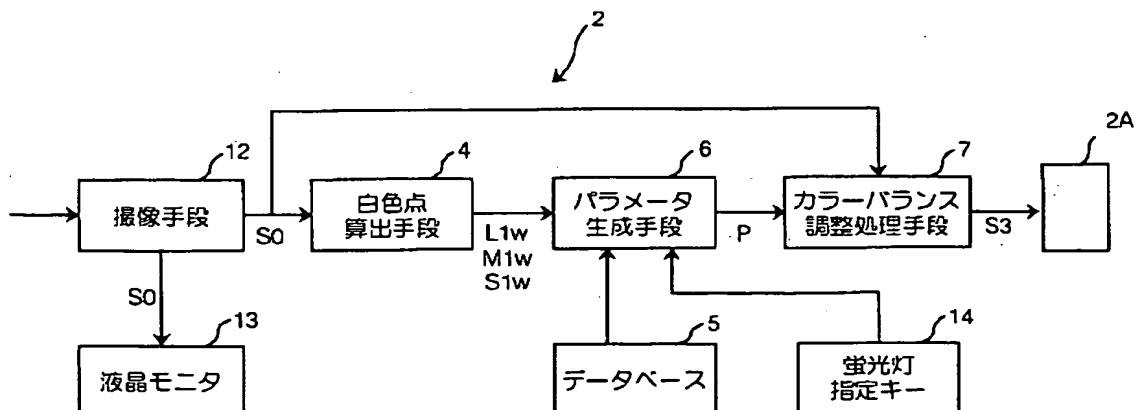 2
12
撮像手段
S0
4
白色点
算出手段
L1w
M1w
S1w
6
パラメータ
生成手段
P
7
カラーバランス
調整処理手段
S3
2A
S0
13
液晶モニタ
5
データベース
14
蛍光灯
指定キー